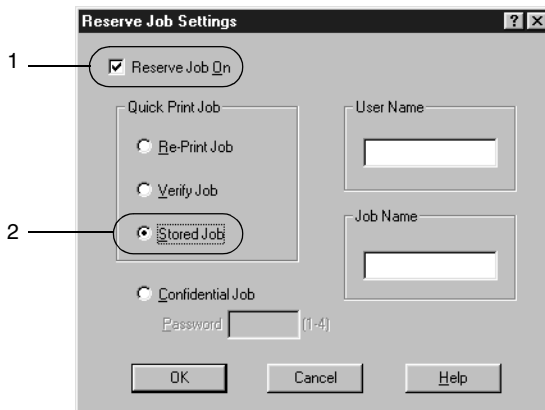 Reserve Job Settings
? X
1
Reserve Job On
Quick Print Job
Re-Print Job
Verify Job
2
Stored Job
Confidential Job
Password
(1-4)
User Name
Job Name
OK
Cancel
Help